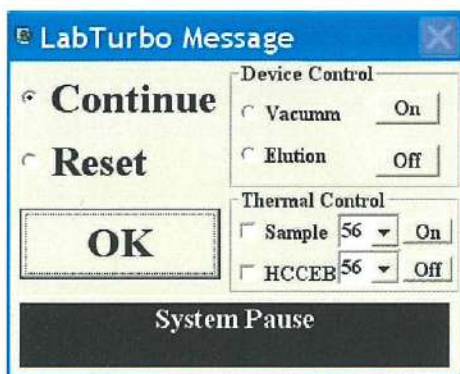 LabTurbo Message
Continue
Reset
OK
Device Control
Vacumm On
Elution Off
Thermal Control
Sample 56 On
HCCEB 56 Off
System Pause